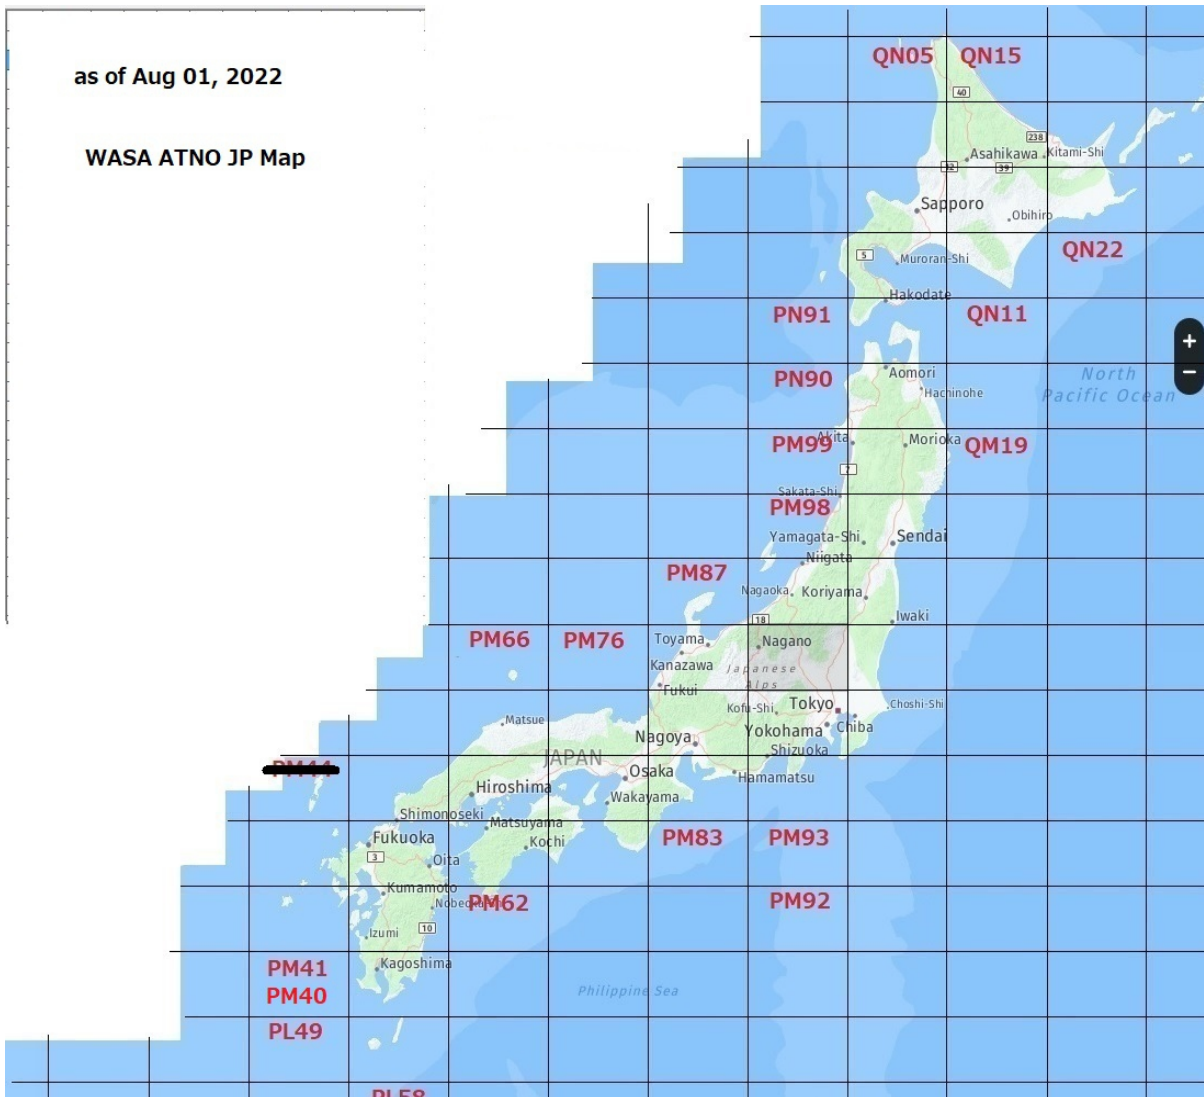 as of Aug 01, 2022
WASA ATNO JP Map
QN05 QN15
40
238
Asahikawa Kitami-Shi
39
Sapporo
Obihiro
QN22
5
Muroran-Shi
Hakodate
PN91
QN11
Aomori
North
Pacific Ocean
PN90
Hachinohe
Akita
Morioka
PM99
QM19
7
Sakata-Shi
PM98
Yamagata-Shi
Sendai
Niigata
PM87
Nagaoka
Koriyama
Iwaki
18
PM66
PM76
Toyama
Nagano
Kanazawa
Japanese
Alps
Fukui
Kofu-Shi
Tokyo
Choshi-Shi
Matsue
Yokohama
Chiba
Nagoya
Shizuoka
JAPAN
PM44
Osaka
Hamamatsu
Hiroshima
Wakayama
Shimonoseki
Matsuyama
Fukuoka
Kochi
PM83
PM93
3
Oita
Kumamoto
PM62
PM92
10
Izumi
Kagoshima
PM41
PM40
Philippine Sea
PL49
PL58